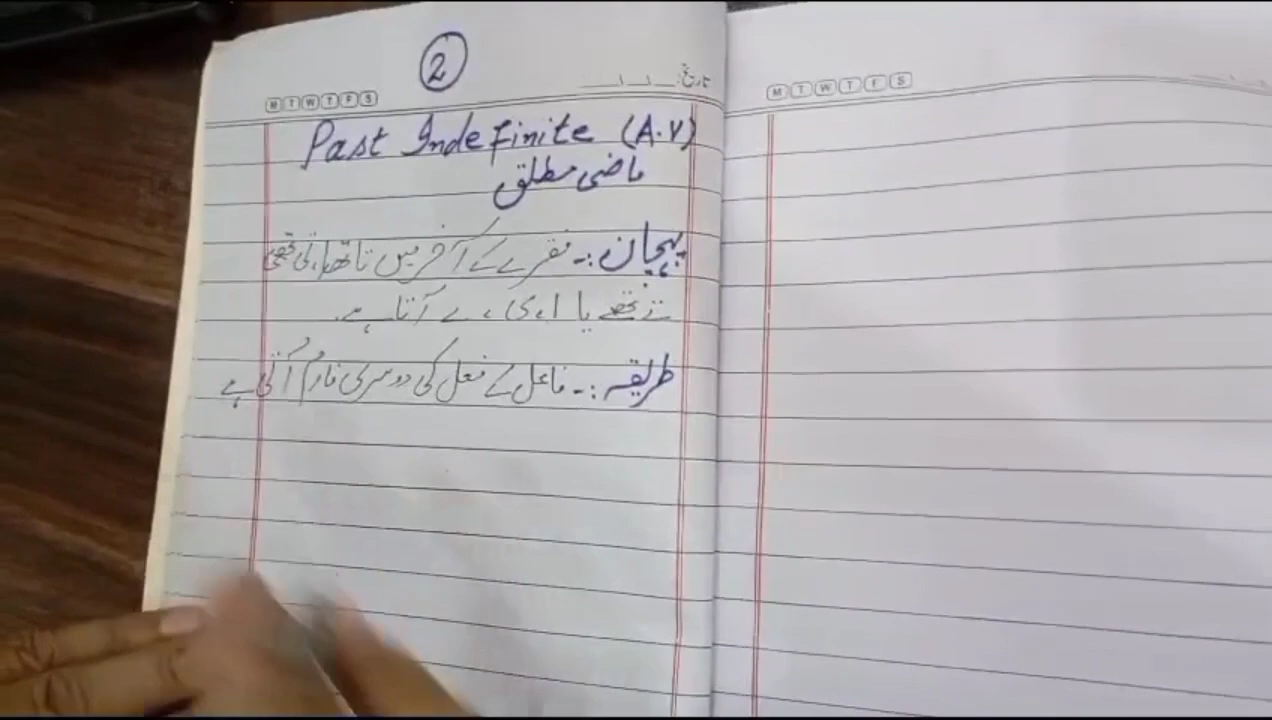 2
M T W T F S
تاریخ:
M T W T F S
Past Indefinite (A.V)
ماضی مطلق
پہچان :۔ فقرے کے آخر میں تا تھا، تی تھی
تے تھے یا ا، ی ، ے آتا ہے۔
طریقہ :۔ فاعل کے فعل کی دوسری فارم آتی ہے